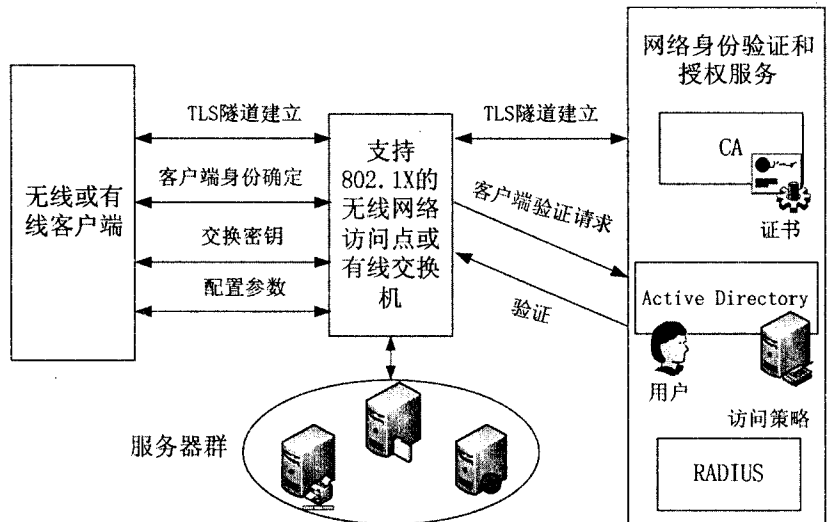 网络身份验证和
授权服务
TLS隧道建立
TLS隧道建立
支持
802.1X的
无线网络
访问点或
有线交换
机
CA
无线或有
线客户端
客户端身份确定
客户端验证请求
证书
交换密钥
配置参数
验证
Active Directory
用户
访问策略
服务器群
RADIUS